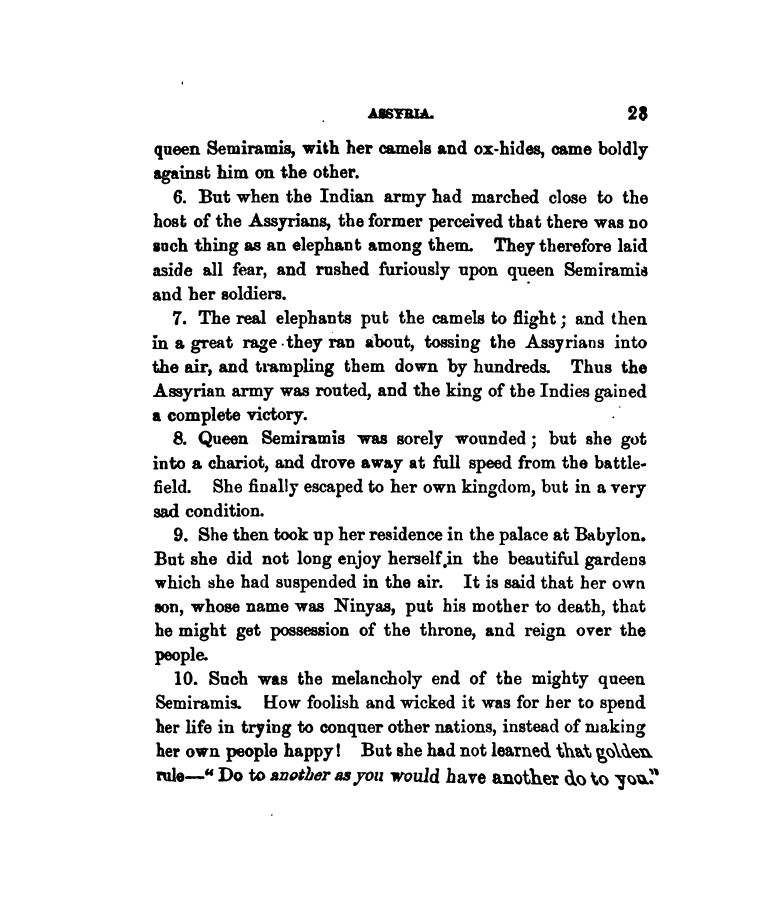 ASSYRIA. 23
queen Semiramis, with her camels and ox-hides, came boldly
against him on the other.
6. But when the Indian army had marched close to the
host of the Assyrians, the former perceived that there was no
such thing as an elephant among them. They therefore laid
aside all fear, and rushed furiously upon queen Semiramis
and her soldiers.
7. The real elephants put the camels to flight; and then
in a great rage they ran about, tossing the Assyrians into
the air, and trampling them down by hundreds. Thus the
Assyrian army was routed, and the king of the Indies gained
a complete victory.
8. Queen Semiramis was sorely wounded; but she got
into a chariot, and drove away at full speed from the battle-
field. She finally escaped to her own kingdom, but in a very
sad condition.
9. She then took up her residence in the palace at Babylon.
But she did not long enjoy herself in the beautiful gardens
which she had suspended in the air. It is said that her own
son, whose name was Ninyas, put his mother to death, that
he might get possession of the throne, and reign over the
people.
10. Such was the melancholy end of the mighty queen
Semiramis. How foolish and wicked it was for her to spend
her life in trying to conquer other nations, instead of making
her own people happy! But she had not learned that golden
rule—“Do to another as you would have another do to you.”